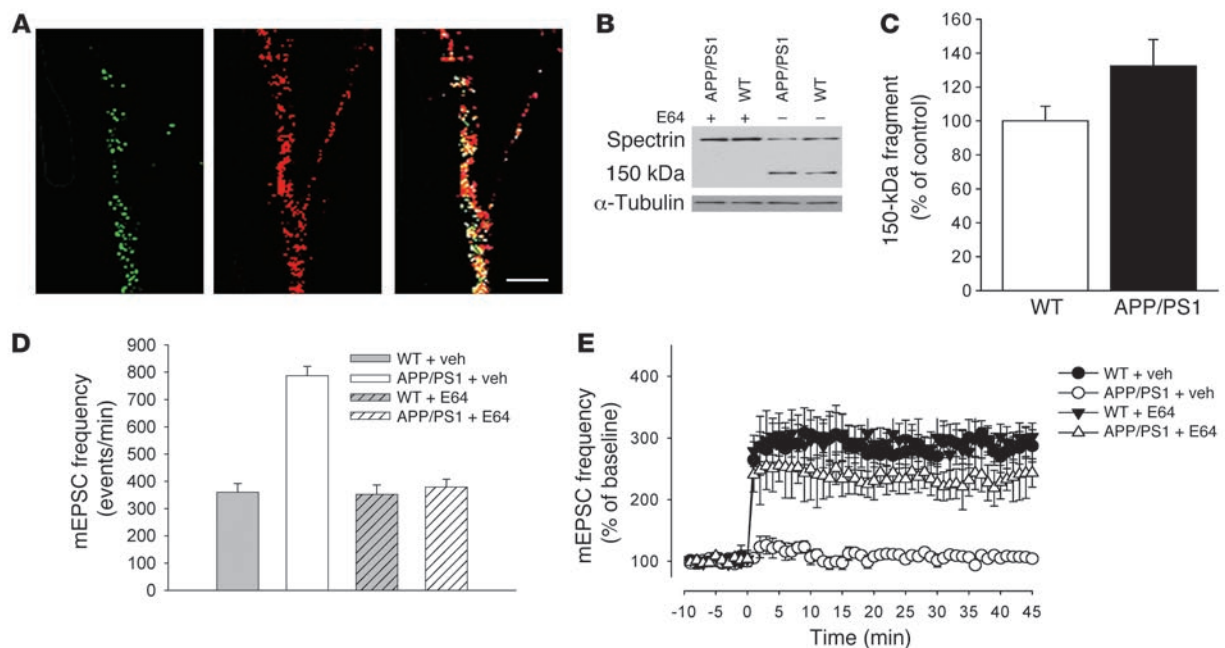 A
B
APP/PS1
WT
APP/PS1
WT
E64 + + – –
Spectrin
150 kDa
α-Tubulin
C
150-kDa fragment
(% of control)
160
140
120
100
80
60
40
20
0
WT APP/PS1
D
mEPSC frequency
(events/min)
900
800
700
600
500
400
300
200
100
0
WT + veh
APP/PS1 + veh
WT + E64
APP/PS1 + E64
E
mEPSC frequency
(% of baseline)
400
300
200
100
-10 -5 0 5 10 15 20 25 30 35 40 45
Time (min)
WT + veh
APP/PS1 + veh
WT + E64
APP/PS1 + E64